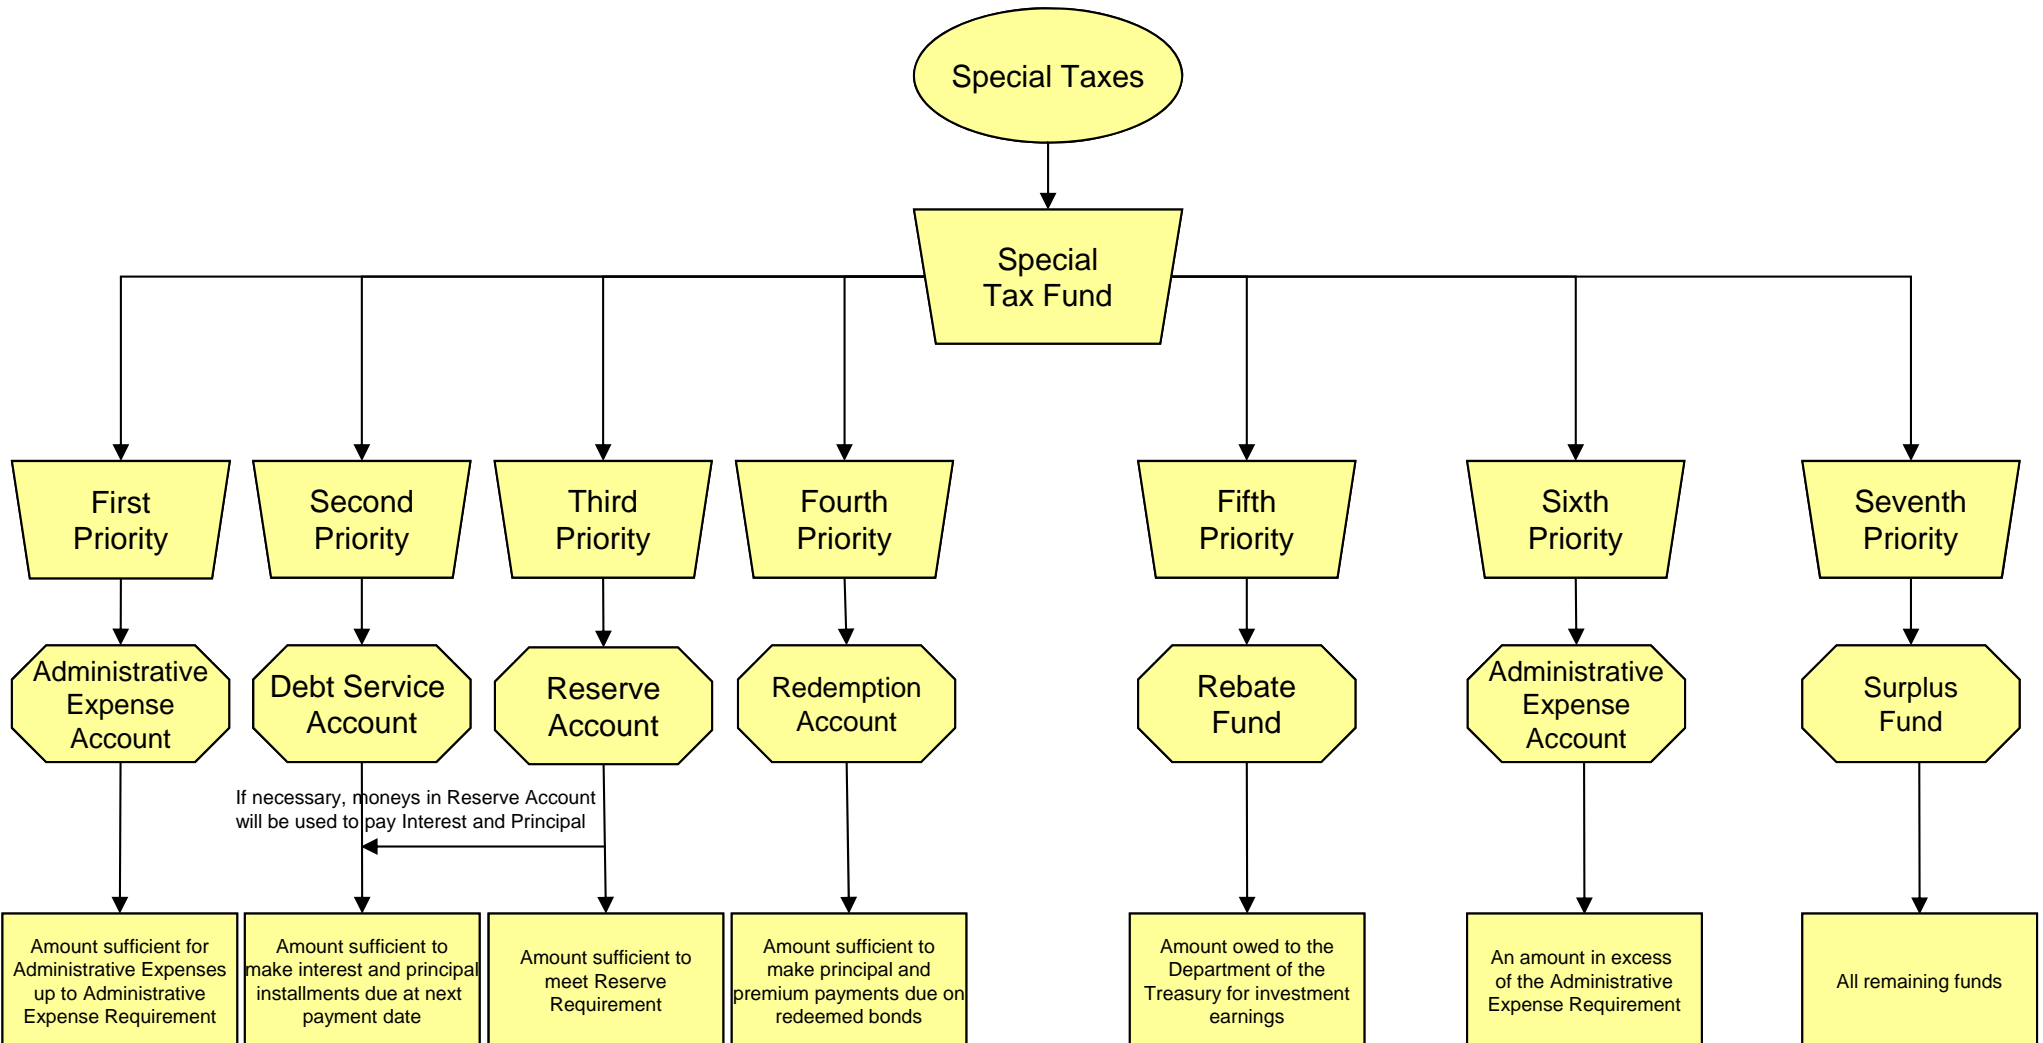 Special Taxes
Special
Tax Fund
First
Priority
Second
Priority
Third
Priority
Fourth
Priority
Fifth
Priority
Sixth
Priority
Seventh
Priority
Administrative
Expense
Account
Debt Service
Account
Reserve
Account
Redemption
Account
Rebate
Fund
Administrative
Expense
Account
Surplus
Fund
If necessary, moneys in Reserve Account
will be used to pay Interest and Principal
Amount sufficient for
Administrative Expenses
up to Administrative
Expense Requirement
Amount sufficient to
make interest and principal
installments due at next
payment date
Amount sufficient to
meet Reserve
Requirement
Amount sufficient to
make principal and
premium payments due on
redeemed bonds
Amount owed to the
Department of the
Treasury for investment
earnings
An amount in excess
of the Administrative
Expense Requirement
All remaining funds